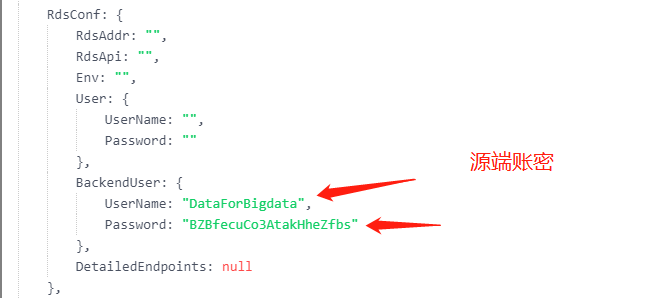 RdsConf: {
RdsAddr: "",
RdsApi: "",
Env: "",
User: {
UserName: "",
Password: ""
},
BackendUser: {
UserName: "DataForBigdata",
Password: "BZBfecuCo3AtakHheZfbs"
},
DetailedEndpoints: null
},
源端账密